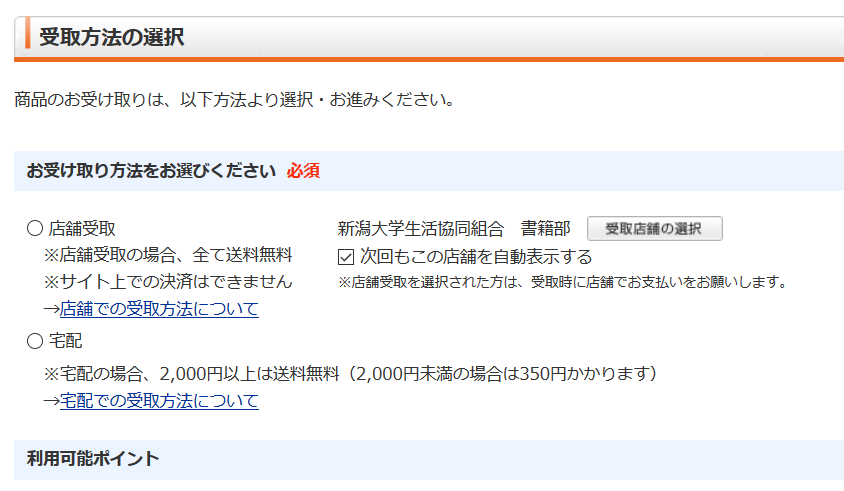 受取方法の選択
商品のお受け取りは、以下方法より選択・お進みください。
お受け取り方法をお選びください 必須
店舗受取
新潟大学生活協同組合 書籍部 受取店舗の選択
※店舗受取の場合、全て送料無料
次回もこの店舗を自動表示する
※サイト上での決済はできません
※店舗受取を選択された方は、受取時に店舗でお支払いをお願いします。
→店舗での受取方法について
宅配
※宅配の場合、2,000円以上は送料無料（2,000円未満の場合は350円かかります）
→宅配での受取方法について
利用可能ポイント